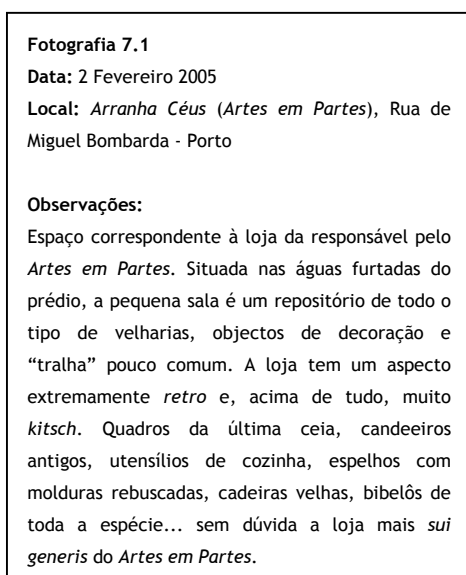 Fotografia 7.1
Data: 2 Fevereiro 2005
Local: Arranha Céus (Artes em Partes), Rua de
Miguel Bombarda - Porto
Observações:
Espaço correspondente à loja da responsável pelo
Artes em Partes. Situada nas águas furtadas do
prédio, a pequena sala é um repositório de todo o
tipo de velharias, objectos de decoração e
“tralha” pouco comum. A loja tem um aspecto
extremamente retro e, acima de tudo, muito
kitsch. Quadros da última ceia, candeeiros
antigos, utensílios de cozinha, espelhos com
molduras rebuscadas, cadeiras velhas, bibelôs de
toda a espécie... sem dúvida a loja mais sui
generis do Artes em Partes.